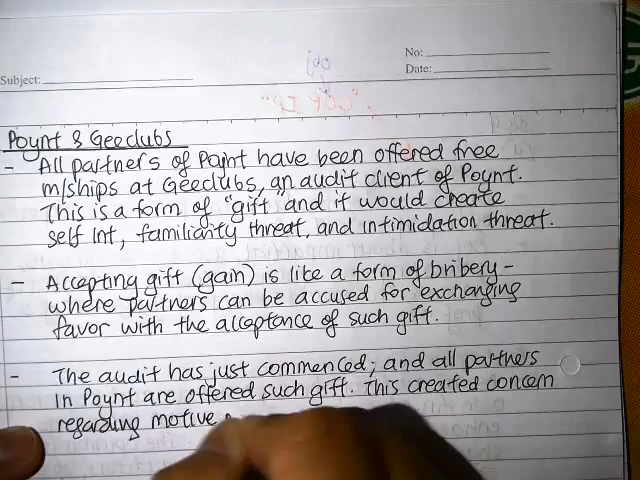 No:
Date:
Subject:
Poynt & Geeclubs
- All partners of Paint have been offered free
m/ships at Geeclubs, an audit client of Poynt.
This is a form of "gift" and it would create
self Int, familiarity threat, and intimidation threat.
- Accepting gift (gain) is like a form of bribery -
where partners can be accused for exchanging
favor with the acceptance of such gift.
- The audit has just commenced; and all partners
in Poynt are offered such gift. This created concern
regarding motive